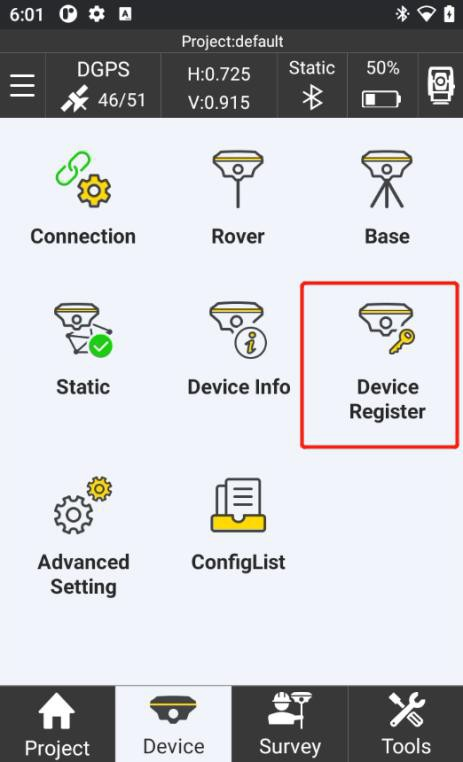 6:01
Project:default
DGPS
46/51
H:0.725
V:0.915
Static
50%
Connection
Rover
Base
Static
Device Info
Device
Register
Advanced
Setting
ConfigList
Project
Device
Survey
Tools